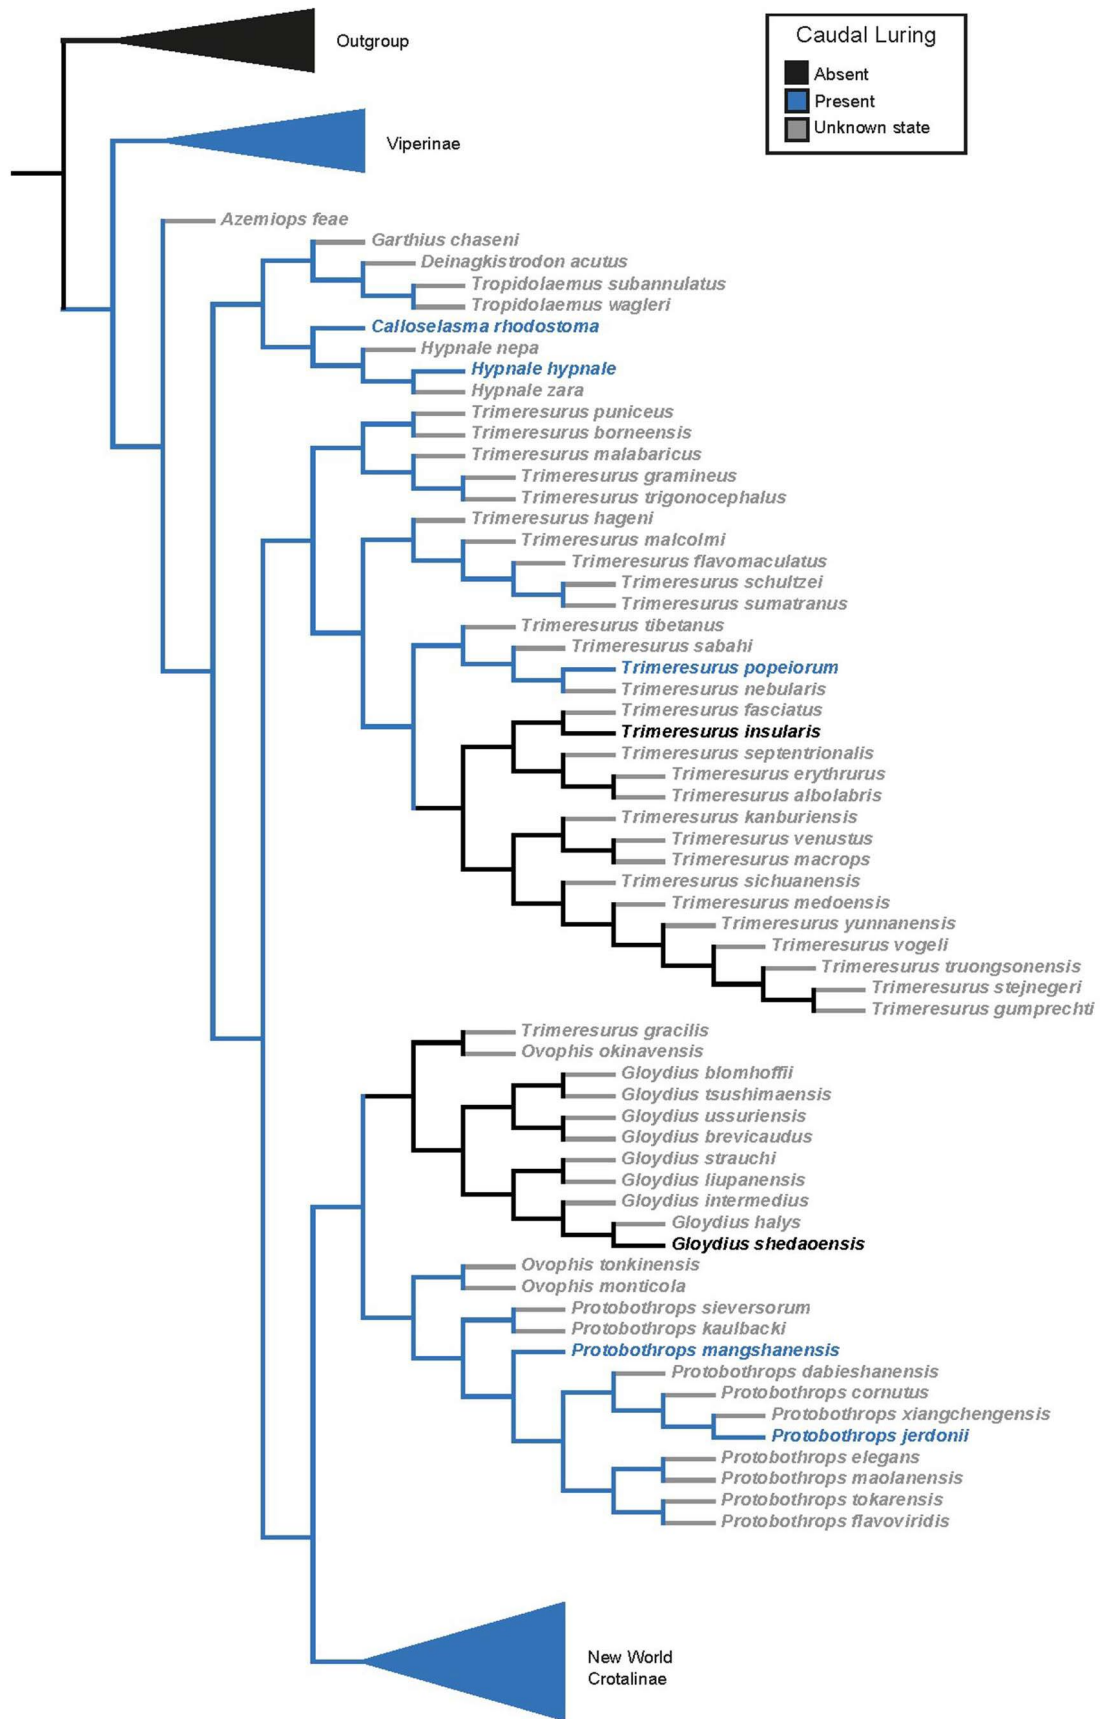 Outgroup
Caudal Luring
Absent
Present
Unknown state
Viperinae
Azemiops feae
Garthius chaseni
Deinagkistrodon acutus
Tropidolaemus subannulatus
Tropidolaemus wagleri
Calloselasma rhodostoma
Hypnale nepa
Hypnale hypnale
Hypnale zara
Trimeresurus puniceus
Trimeresurus borneensis
Trimeresurus malabaricus
Trimeresurus gramineus
Trimeresurus trigonocephalus
Trimeresurus hageni
Trimeresurus malcolmi
Trimeresurus flavomaculatus
Trimeresurus schultzei
Trimeresurus sumatranus
Trimeresurus tibetanus
Trimeresurus sabahi
Trimeresurus popeiorum
Trimeresurus nebularis
Trimeresurus fasciatus
Trimeresurus insularis
Trimeresurus septentrionalis
Trimeresurus erythrurus
Trimeresurus albolabris
Trimeresurus kanburiensis
Trimeresurus venustus
Trimeresurus macrops
Trimeresurus sichuanensis
Trimeresurus medoensis
Trimeresurus yunnanensis
Trimeresurus vogeli
Trimeresurus truongsonensis
Trimeresurus stejnegeri
Trimeresurus gumprechti
Trimeresurus gracilis
Ovophis okinavensis
Gloydius blomhoffii
Gloydius tsushimaensis
Gloydius ussuriensis
Gloydius brevicaudus
Gloydius strauchi
Gloydius liupanensis
Gloydius intermedius
Gloydius halys
Gloydius shedaoensis
Ovophis tonkinensis
Ovophis monticola
Protobothrops sieversorum
Protobothrops kaulbacki
Protobothrops mangshanensis
Protobothrops dabieshanensis
Protobothrops cornutus
Protobothrops xiangchengensis
Protobothrops jerdonii
Protobothrops elegans
Protobothrops maolanensis
Protobothrops tokarensis
Protobothrops flavoviridis
New World
Crotalinae